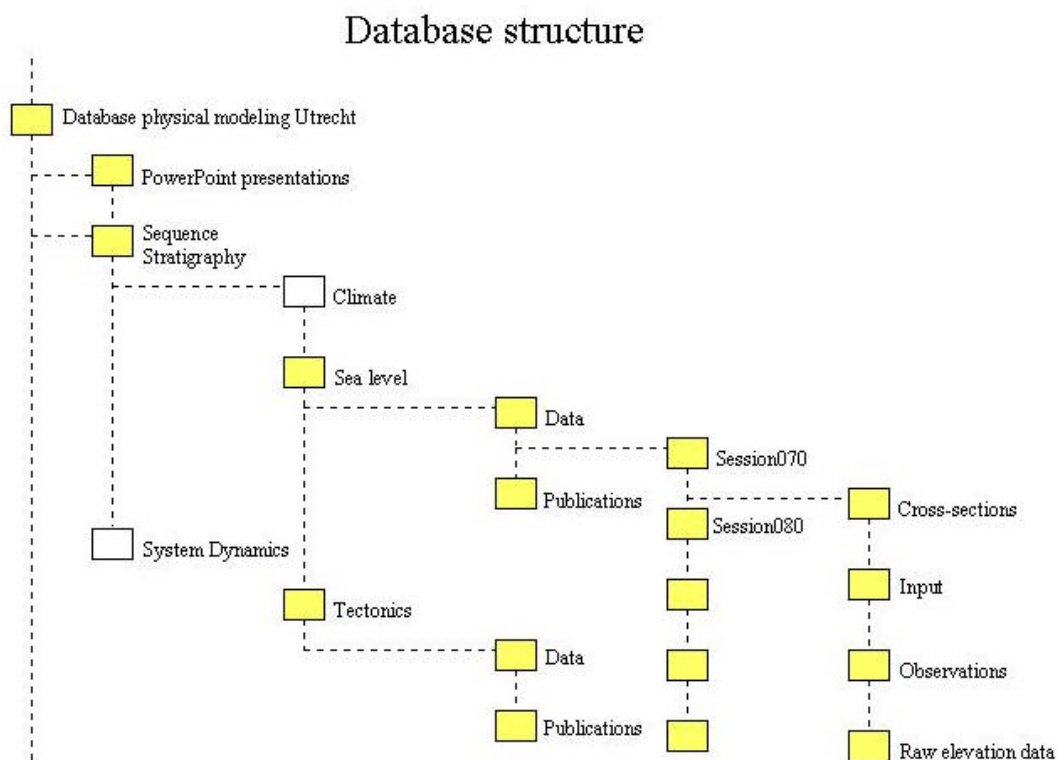 Database structure
Database physical modeling Utrecht
PowerPoint presentations
Sequence
Stratigraphy
Climate
Sea level
Data
Session070
Publications
Cross-sections
Session080
System Dynamics
Input
Tectonics
Data
Observations
Publications
Raw elevation data